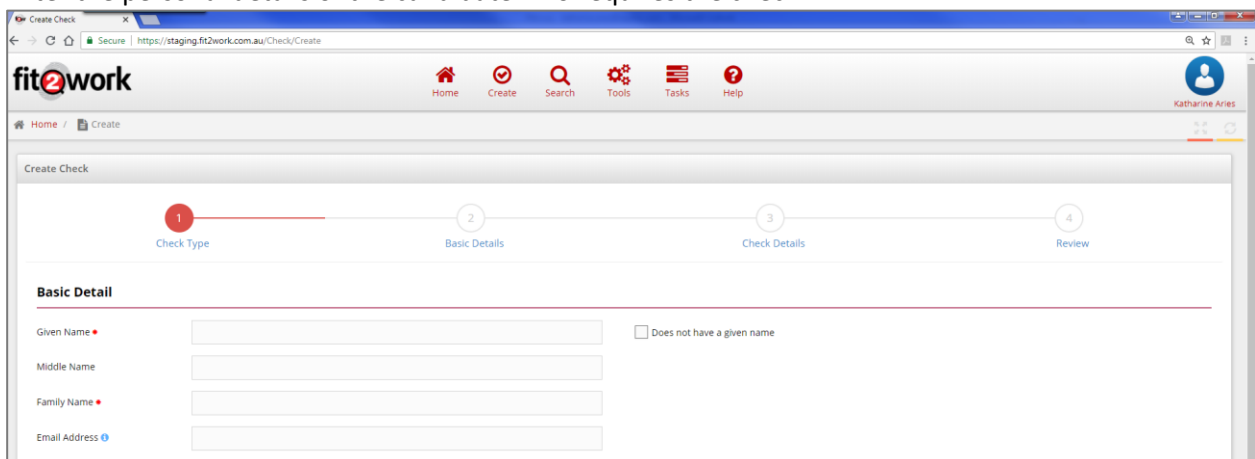 Create Check
Secure | https://staging.fit2work.com.au/Check/Create
fit2work
Home Create Search Tools Tasks Help
Katharine Aries
Home / Create
Create Check
1 2 3 4
Check Type Basic Details Check Details Review
Basic Detail
Given Name
Does not have a given name
Middle Name
Family Name
Email Address